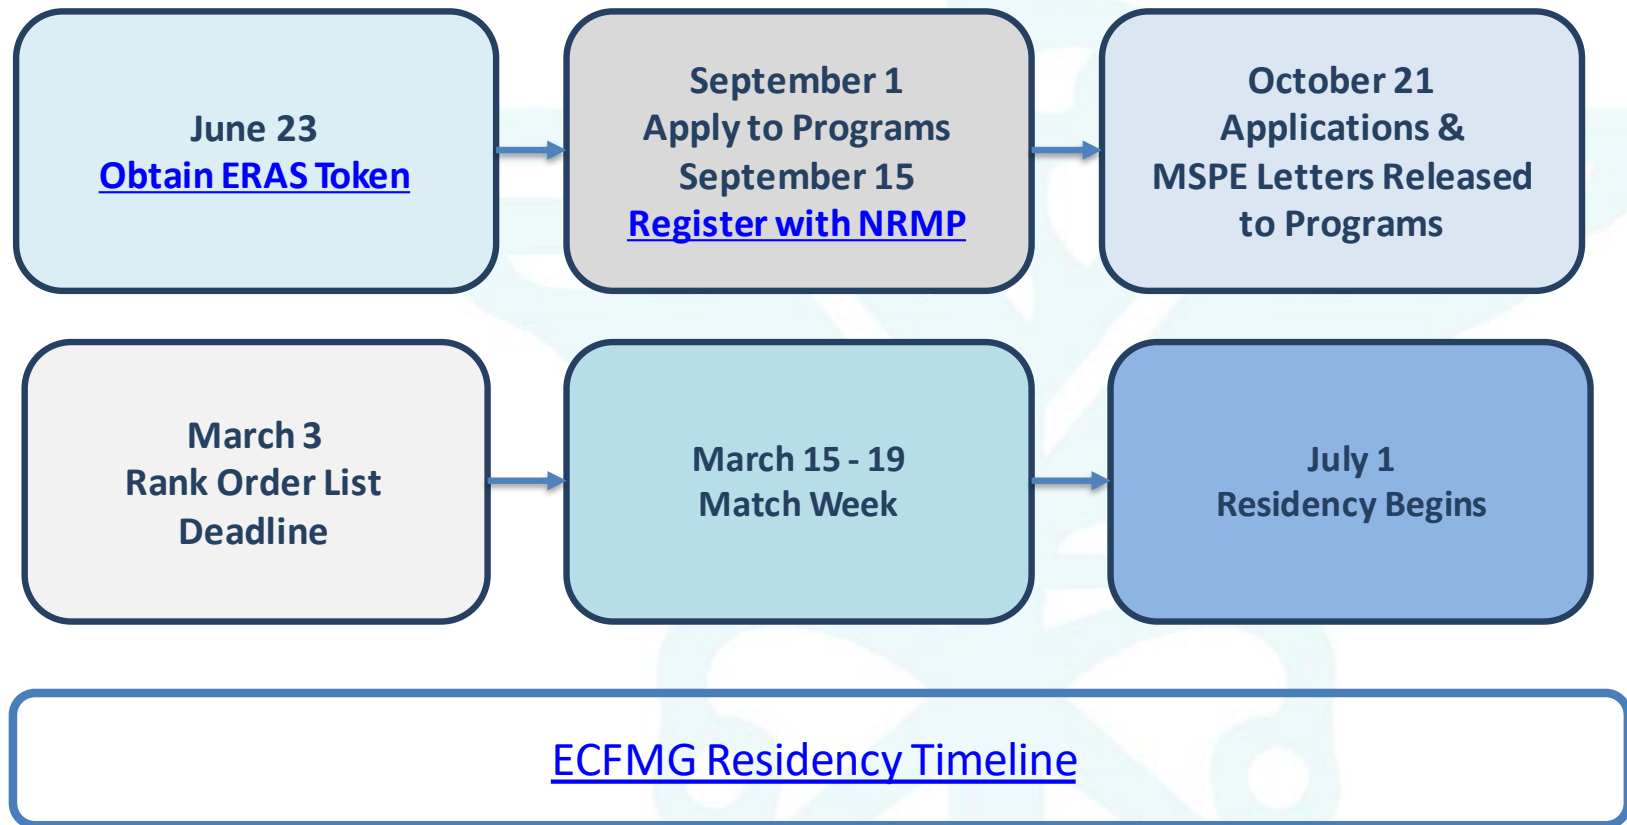 June 23
Obtain ERAS Token
September 1
Apply to Programs
September 15
Register with NRMP
October 21
Applications &
MSPE Letters Released
to Programs
March 3
Rank Order List
Deadline
March 15 - 19
Match Week
July 1
Residency Begins
ECFMG Residency Timeline